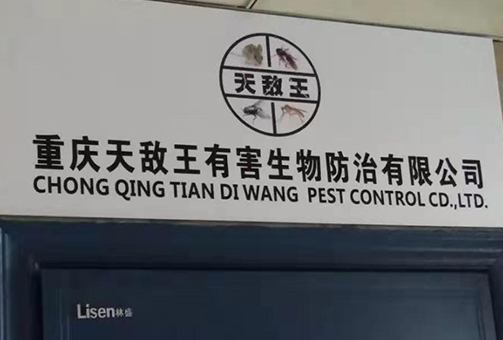 天敌王
重庆天敌王有害生物防治有限公司
CHONG QING TIAN DI WANG PEST CONTROL CD.,LTD.
Lisen林盛